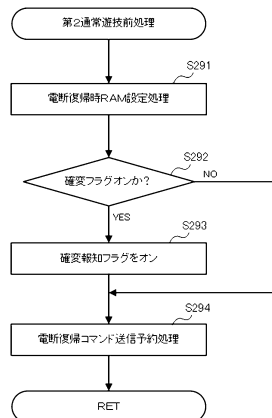 第2通常遊技前処理
S291
電断復帰時RAM設定処理
S292
確変フラグオンか?
NO
YES
S293
確変報知フラグをオン
S294
電断復帰コマンド送信予約処理
RET